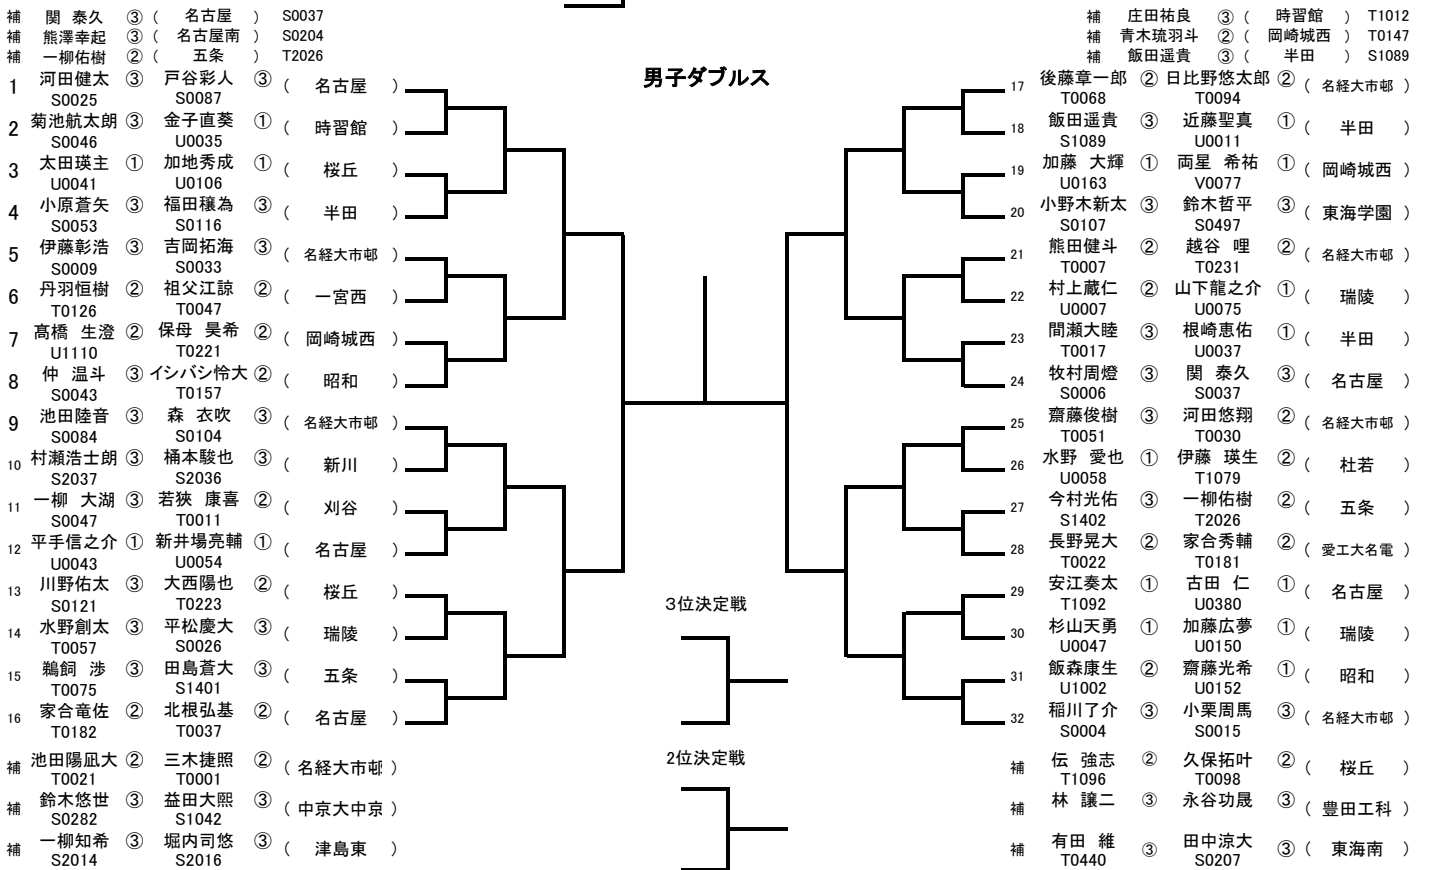 補 関 泰久 ③ ( 名古屋 ) S0037
補 熊澤幸起 ③ ( 名古屋南 ) S0204
補 一柳佑樹 ② ( 五条 ) T2026
補 庄田祐良 ③ ( 時習館 ) T1012
補 青木琉羽斗 ② ( 岡崎城西 ) T0147
補 飯田遥貴 ③ ( 半田 ) S1089
男子ダブルス
1 河田健太 ③ 戸谷彩人 ③ ( 名古屋 )
S0025 S0087
2 菊池航太朗 ③ 金子直葵 ① ( 時習館 )
S0046 U0035
3 太田瑛主 ① 加地秀成 ① ( 桜丘 )
U0041 U0106
4 小原蒼矢 ③ 福田穣為 ③ ( 半田 )
S0053 S0116
5 伊藤彰浩 ③ 吉岡拓海 ③ ( 名経大市邨 )
S0009 S0033
6 丹羽恒樹 ② 祖父江諒 ② ( 一宮西 )
T0126 T0047
7 髙橋 生澄 ② 保母 昊希 ② ( 岡崎城西 )
U1110 T0221
8 仲 温斗 ③ イシバシ怜大 ② ( 昭和 )
S0043 T0157
9 池田陸音 ③ 森 衣吹 ③ ( 名経大市邨 )
S0084 S0104
10 村瀬浩士朗 ③ 桶本駿也 ③ ( 新川 )
S2037 S2036
11 一柳 大湖 ③ 若狹 康喜 ② ( 刈谷 )
S0047 T0011
12 平手信之介 ① 新井場亮輔 ① ( 名古屋 )
U0043 U0054
13 川野佑太 ③ 大西陽也 ② ( 桜丘 )
S0121 T0223
14 水野創太 ③ 平松慶大 ③ ( 瑞陵 )
T0057 S0026
15 鵜飼 渉 ③ 田島蒼大 ③ ( 五条 )
T0075 S1401
16 家合竜佐 ② 北根弘基 ② ( 名古屋 )
T0182 T0037
補 池田陽凪大 ② 三木捷照 ② ( 名経大市邨 )
T0021 T0001
補 鈴木悠世 ③ 益田大熙 ③ ( 中京大中京 )
S0282 S1042
補 一柳知希 ③ 堀内司悠 ③ ( 津島東 )
S2014 S2016
３位決定戦
2位決定戦
17 後藤章一郎 ② 日比野悠太郎 ② ( 名経大市邨 )
T0068 T0094
18 飯田遥貴 ③ 近藤聖真 ① ( 半田 )
S1089 U0011
19 加藤 大輝 ① 両星 希祐 ① ( 岡崎城西 )
U0163 V0077
20 小野木新太 ③ 鈴木哲平 ③ ( 東海学園 )
S0107 S0497
21 熊田健斗 ② 越谷 哩 ② ( 名経大市邨 )
T0007 T0231
22 村上蔵仁 ② 山下龍之介 ① ( 瑞陵 )
U0007 U0075
23 間瀬大睦 ③ 根崎恵佑 ① ( 半田 )
T0017 U0037
24 牧村周燈 ③ 関 泰久 ③ ( 名古屋 )
S0006 S0037
25 齋藤俊樹 ③ 河田悠翔 ② ( 名経大市邨 )
T0051 T0030
26 水野 愛也 ① 伊藤 瑛生 ② ( 杜若 )
U0058 T1079
27 今村光佑 ③ 一柳佑樹 ② ( 五条 )
S1402 T2026
28 長野晃大 ② 家合秀輔 ② ( 愛工大名電 )
T0022 T0181
29 安江奏太 ① 古田 仁 ① ( 名古屋 )
T1092 U0380
30 杉山天勇 ① 加藤広夢 ① ( 瑞陵 )
U0047 U0150
31 飯森康生 ② 齋藤光希 ① ( 昭和 )
U1002 U0152
32 稲川了介 ③ 小栗周馬 ③ ( 名経大市邨 )
S0004 S0015
補 伝 強志 ② 久保拓叶 ② ( 桜丘 )
T1096 T0098
補 林 譲二 ③ 永谷功晟 ③ ( 豊田工科 )
補 有田 維 ③ 田中涼大 ③ ( 東海南 )
T0440 S0207